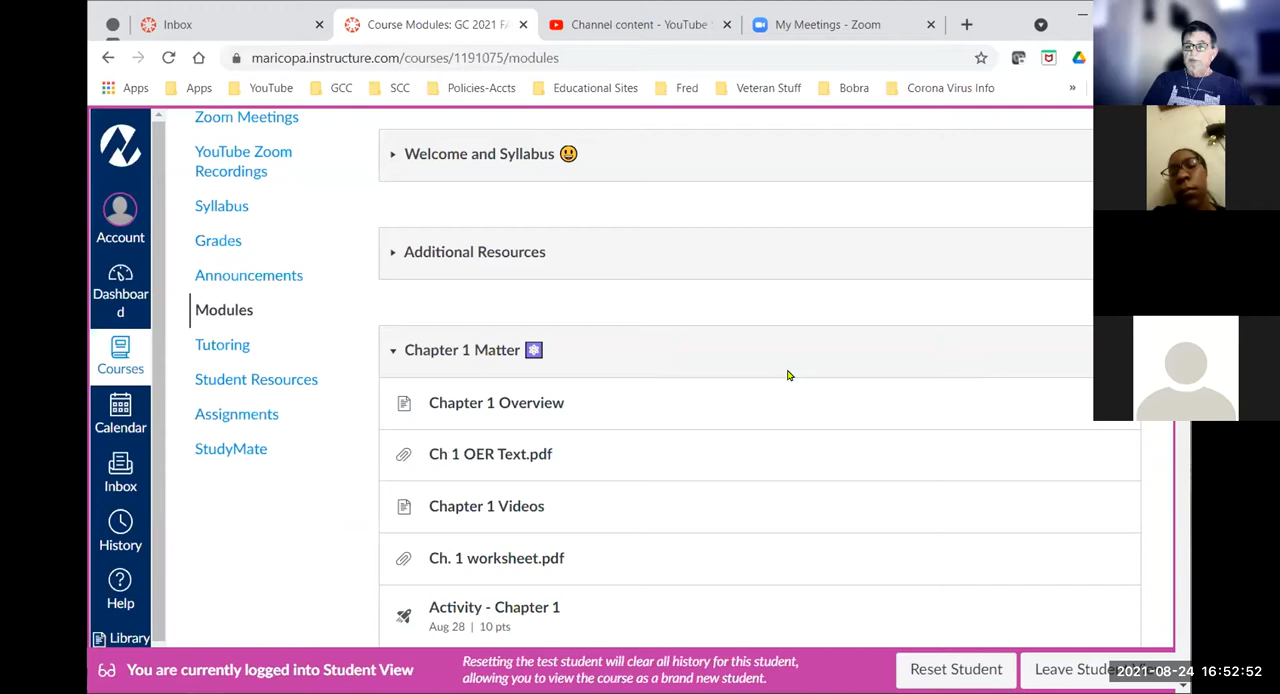 Inbox
Course Modules: GC 2021 FA
Channel content - YouTube
My Meetings - Zoom
maricopa.instructure.com/courses/1191075/modules
Apps
Apps
YouTube
GCC
SCC
Policies-Accts
Educational Sites
Fred
Veteran Stuff
Bobra
Corona Virus Info
»
Account
Dashboar
d
Courses
Calendar
Inbox
History
Help
Library
Zoom Meetings
YouTube Zoom
Recordings
Syllabus
Grades
Announcements
Modules
Tutoring
Student Resources
Assignments
StudyMate
Welcome and Syllabus 😃
Additional Resources
Chapter 1 Matter ⚛
Chapter 1 Overview
Ch 1 OER Text.pdf
Chapter 1 Videos
Ch. 1 worksheet.pdf
Activity - Chapter 1
Aug 28 | 10 pts
You are currently logged into Student View
Resetting the test student will clear all history for this student,
allowing you to view the course as a brand new student.
Reset Student
Leave Student
2021-08-24 16:52:52